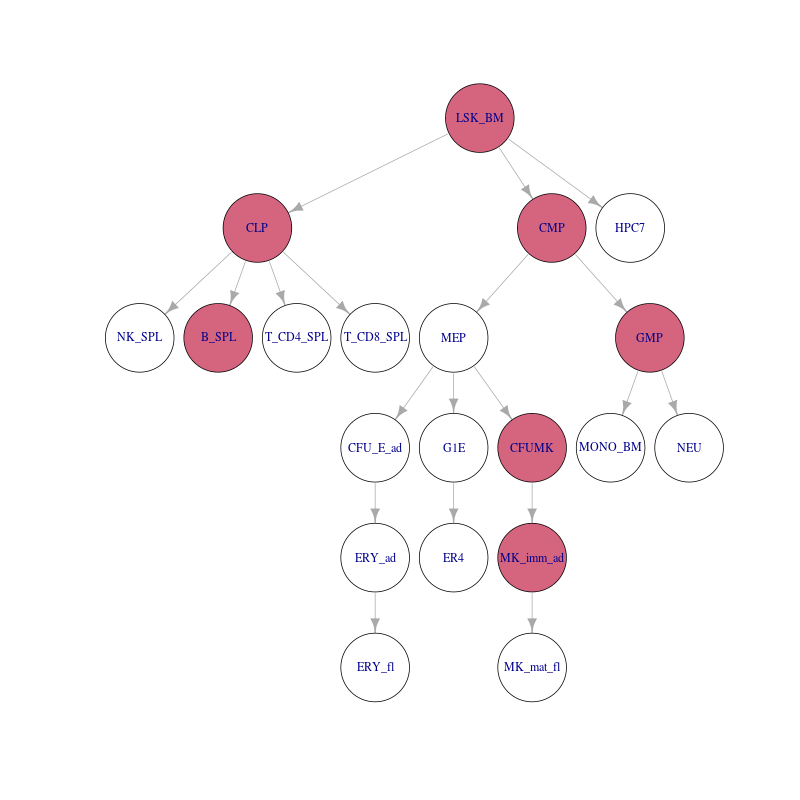 LSK_BM
CLP
CMP
HPC7
NK_SPL
B_SPL
T_CD4_SPL
T_CD8_SPL
MEP
GMP
CFU_E_ad
G1E
CFUMK
MONO_BM
NEU
ERY_ad
ER4
MK_imm_ad
ERY_fl
MK_mat_fl